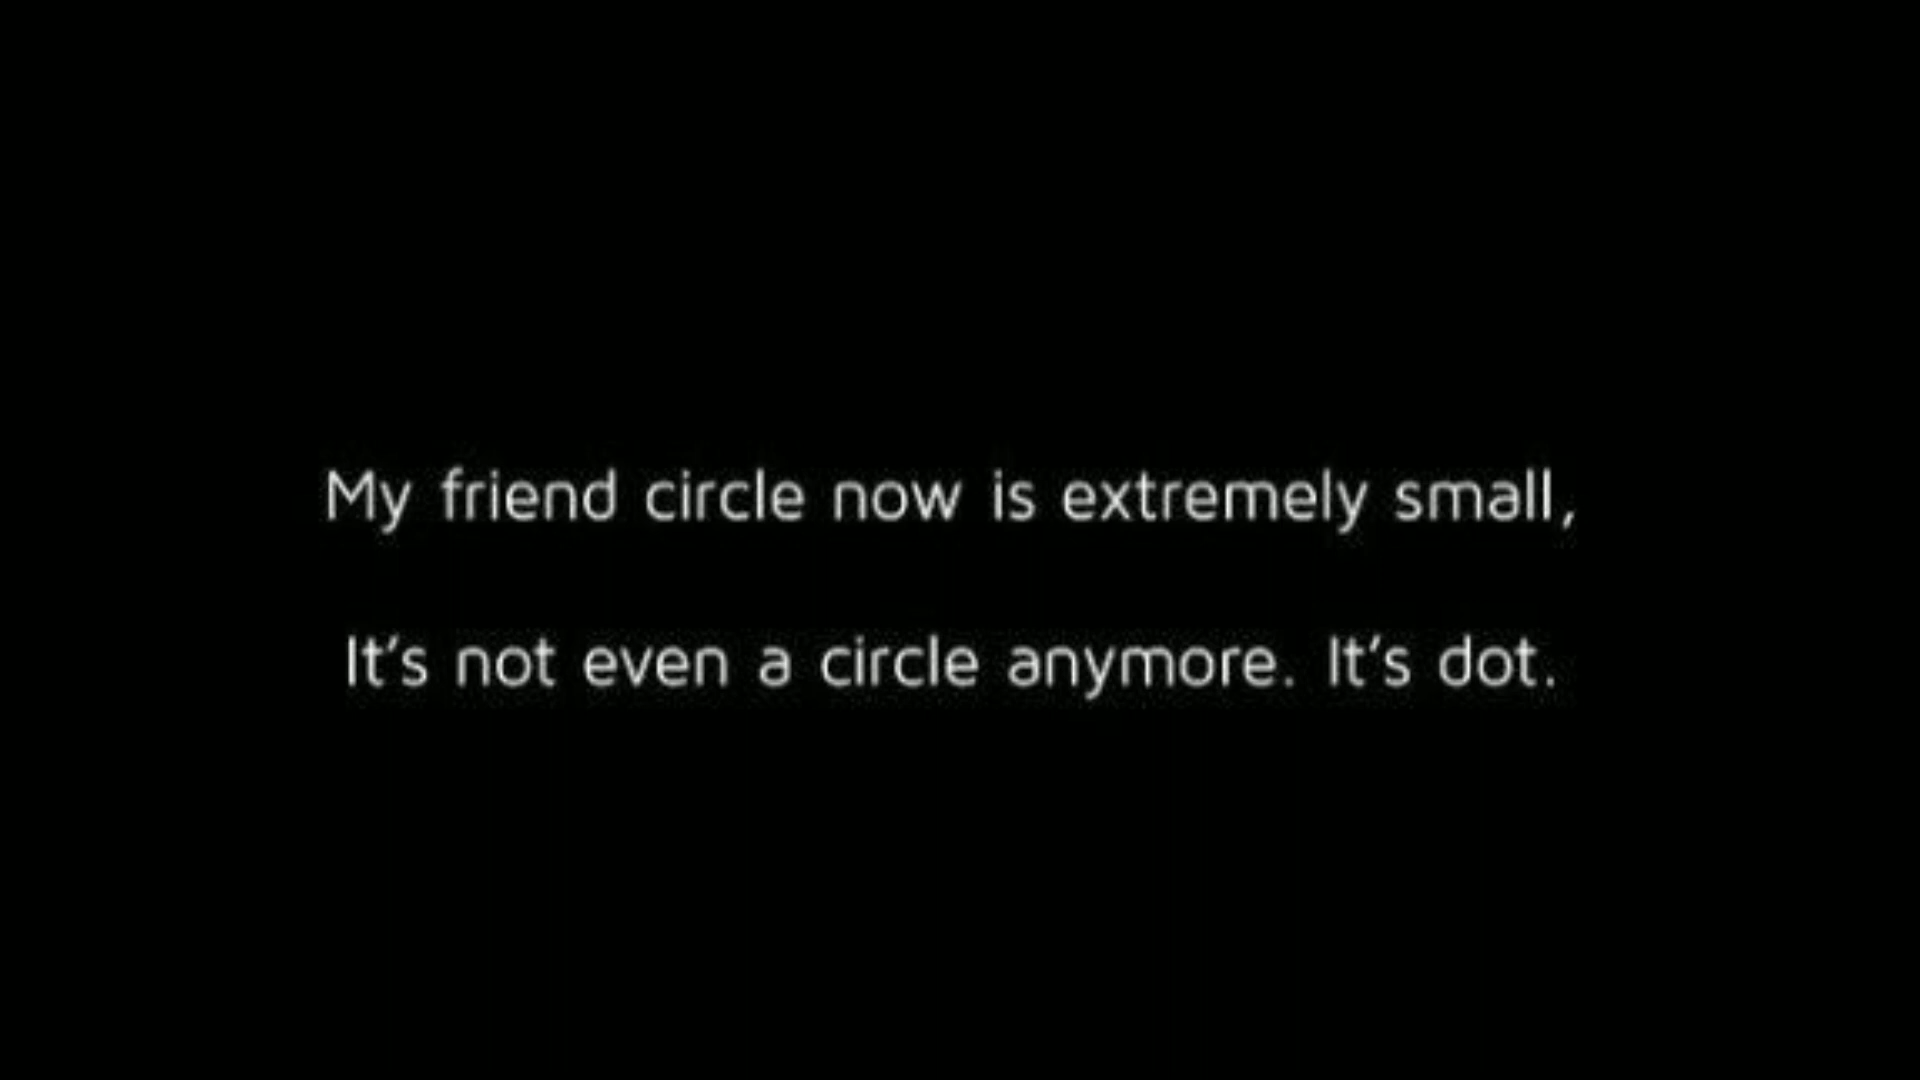 My friend circle now is extremely small,
It’s not even a circle anymore. It’s dot.